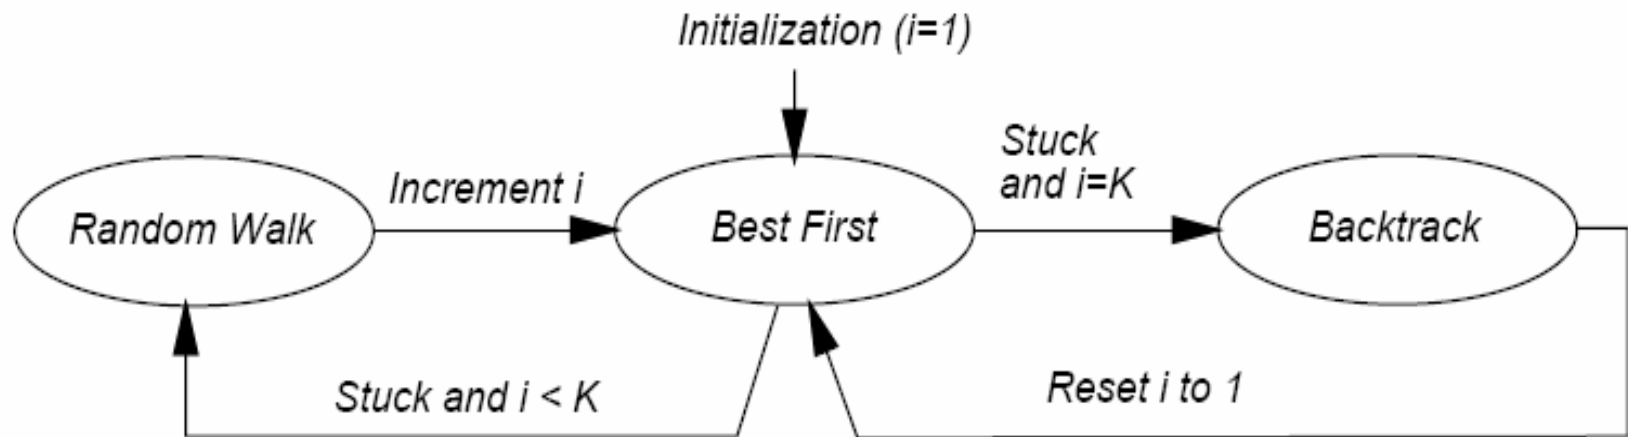 Initialization (i=1)
Stuck
and i=K
Increment i
Random Walk
Best First
Backtrack
Stuck and i < K
Reset i to 1